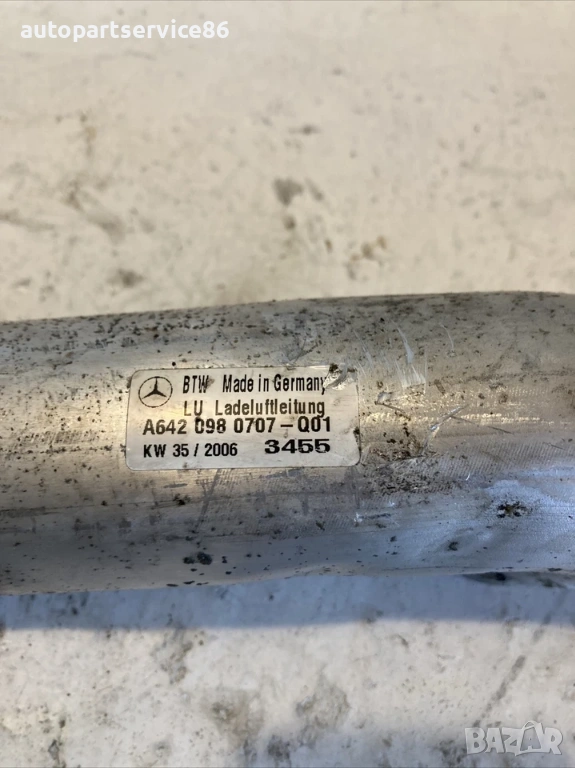 autopartservice86
BTW Made in Germany
LU Ladeluftleitung
A642 098 0707-Q01
KW 35/2006 3455
BAZAR